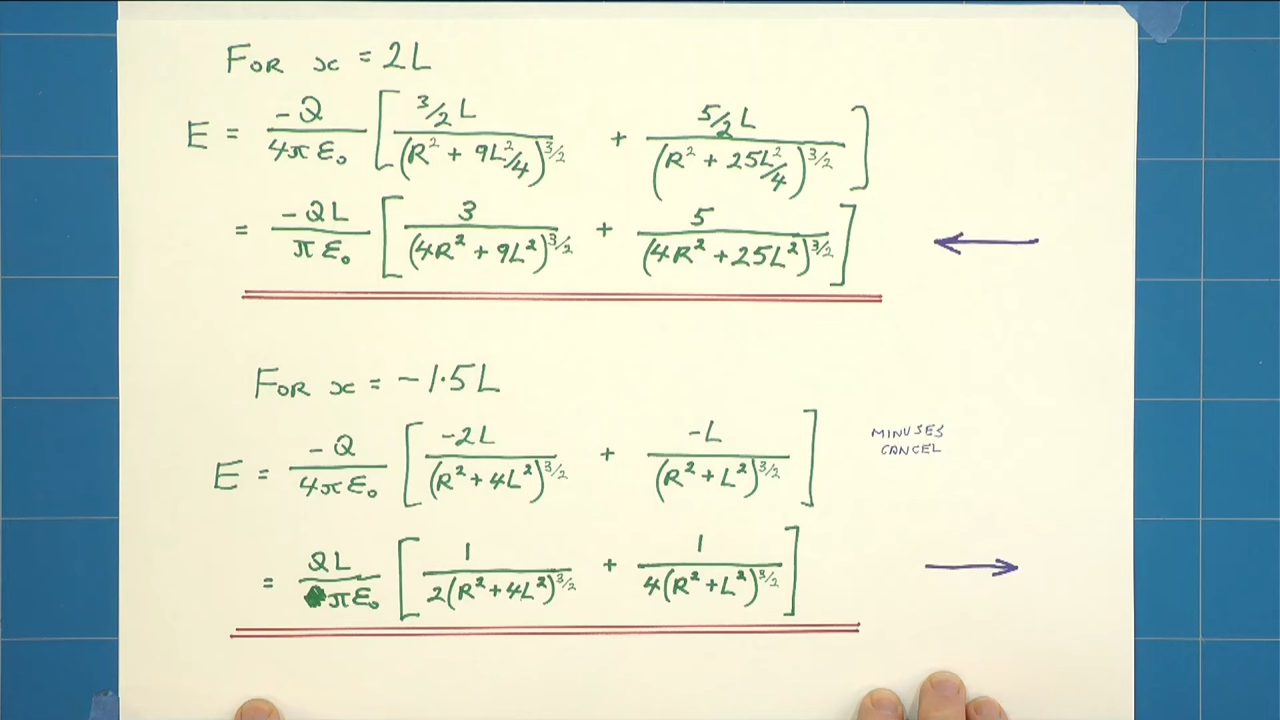 FOR x = 2L
E = -Q/4πε₀ [ 3/2 L/(R² + 9L²/4)^3/2 + 5/2 L/(R² + 25L²/4)^3/2 ]
= -QL/πε₀ [ 3/(4R² + 9L²)^3/2 + 5/(4R² + 25L²)^3/2 ] ←
FOR x = -1.5L
E = -Q/4πε₀ [ -2L/(R² + 4L²)^3/2 + -L/(R² + L²)^3/2 ]
MINUSES
CANCEL
= QL/πε₀ [ 1/2(R² + 4L²)^3/2 + 1/4(R² + L²)^3/2 ] →